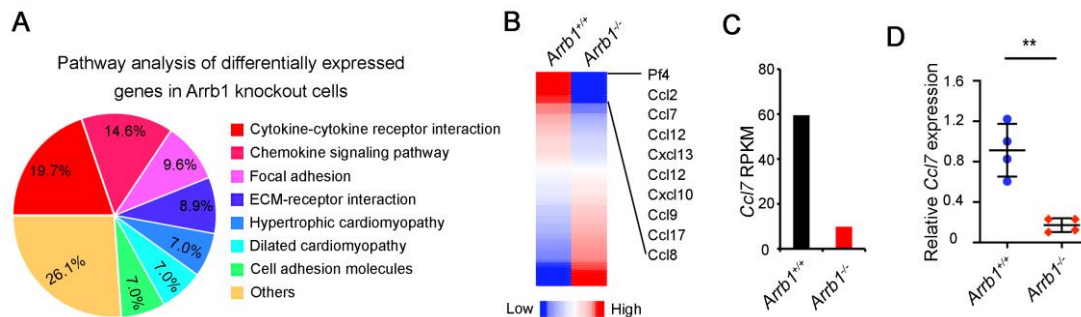 A
Pathway analysis of differentially expressed
genes in Arrb1 knockout cells
19.7%
14.6%
9.6%
8.9%
7.0%
7.0%
7.0%
26.1%
Cytokine-cytokine receptor interaction
Chemokine signaling pathway
Focal adhesion
ECM-receptor interaction
Hypertrophic cardiomyopathy
Dilated cardiomyopathy
Cell adhesion molecules
Others
B
Arrb1+/+
Arrb1-/-
Pf4
Ccl2
Ccl7
Ccl12
Cxcl13
Ccl12
Cxcl10
Ccl9
Ccl17
Ccl8
Low
High
C
Ccl7 RPKM
80
60
40
20
0
Arrb1+/+
Arrb1-/-
D
Relative Ccl7 expression
1.6
1.2
0.8
0.4
0
**
Arrb1+/+
Arrb1-/-